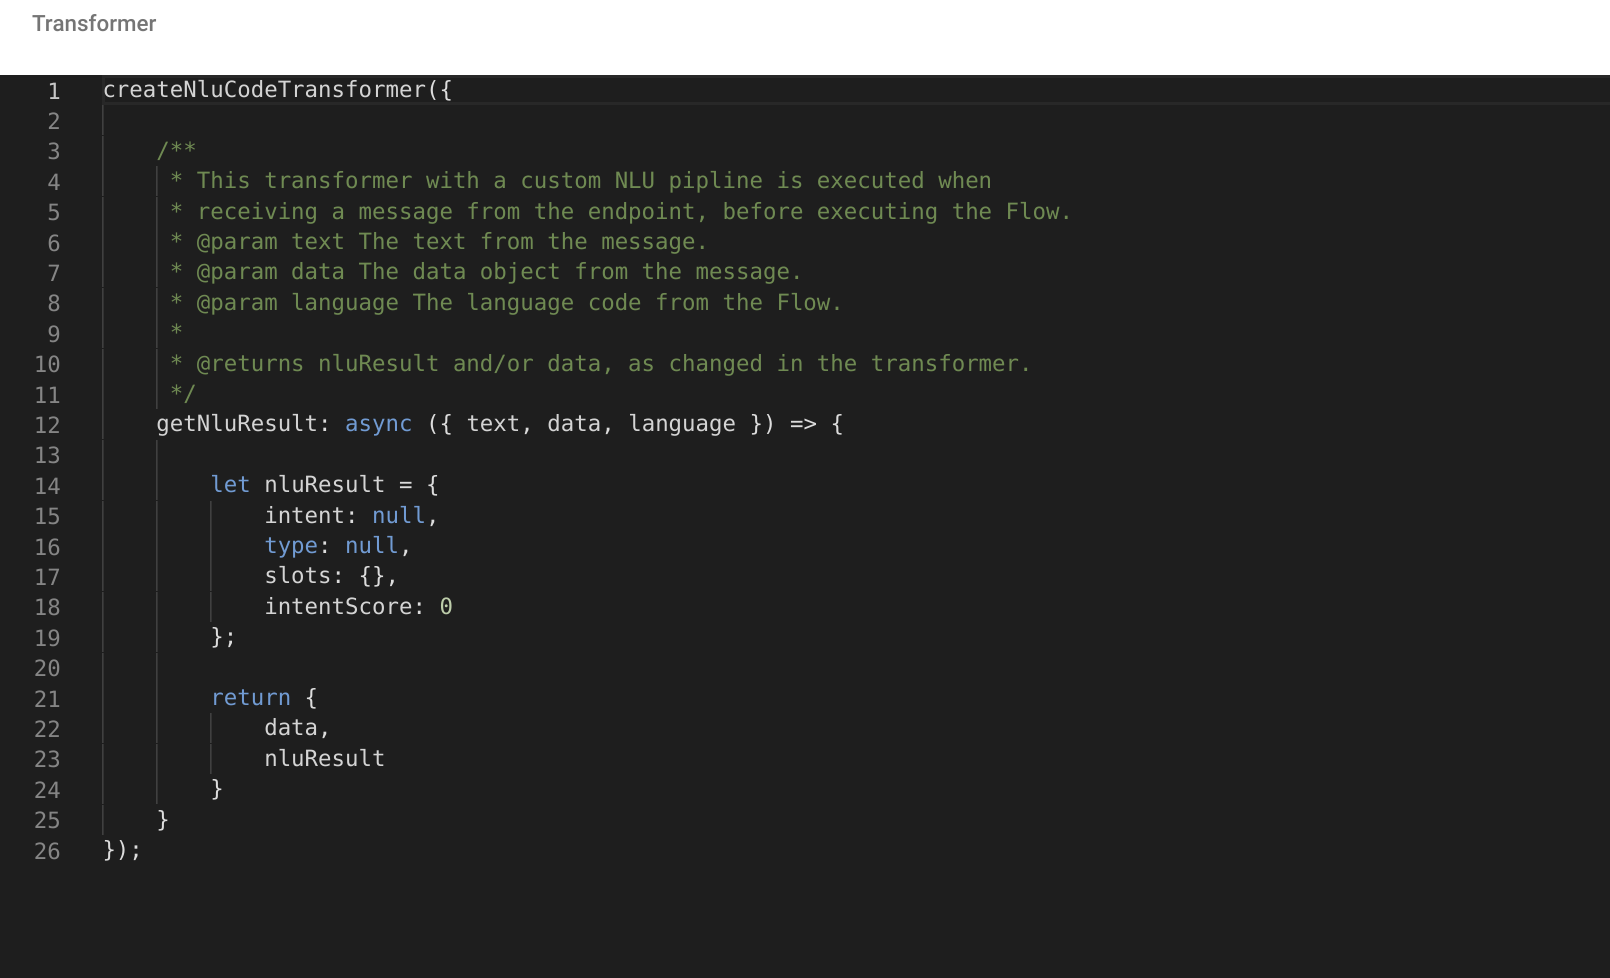 Transformer
1 createNluCodeTransformer({
2
3     /**
4      * This transformer with a custom NLU pipline is executed when
5      * receiving a message from the endpoint, before executing the Flow.
6      * @param text The text from the message.
7      * @param data The data object from the message.
8      * @param language The language code from the Flow.
9      *
10      * @returns nluResult and/or data, as changed in the transformer.
11      */
12     getNluResult: async ({ text, data, language }) => {
13
14         let nluResult = {
15             intent: null,
16             type: null,
17             slots: {},
18             intentScore: 0
19         };
20
21         return {
22             data,
23             nluResult
24         }
25     }
26 });